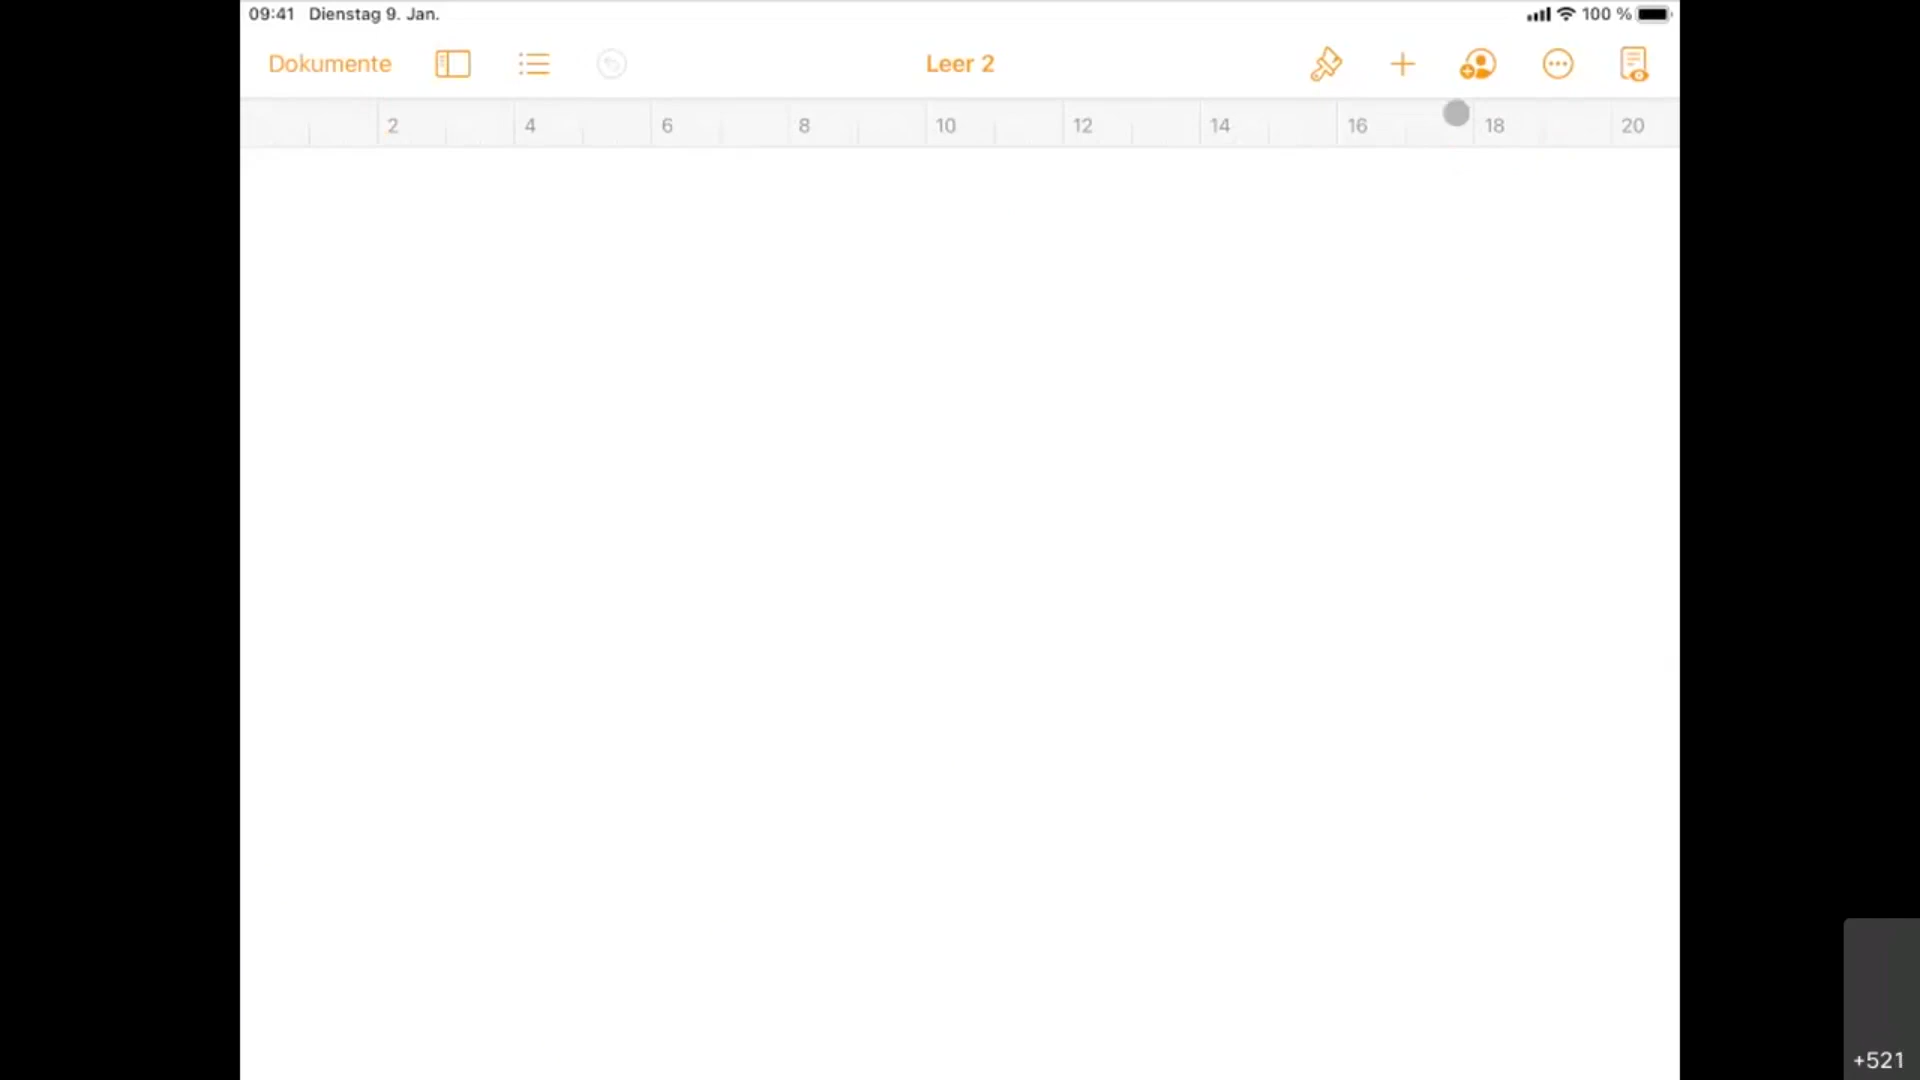 09:41 Dienstag 9. Jan.
100 %
Dokumente
Leer 2
2 4 6 8 10 12 14 16 18 20
+521